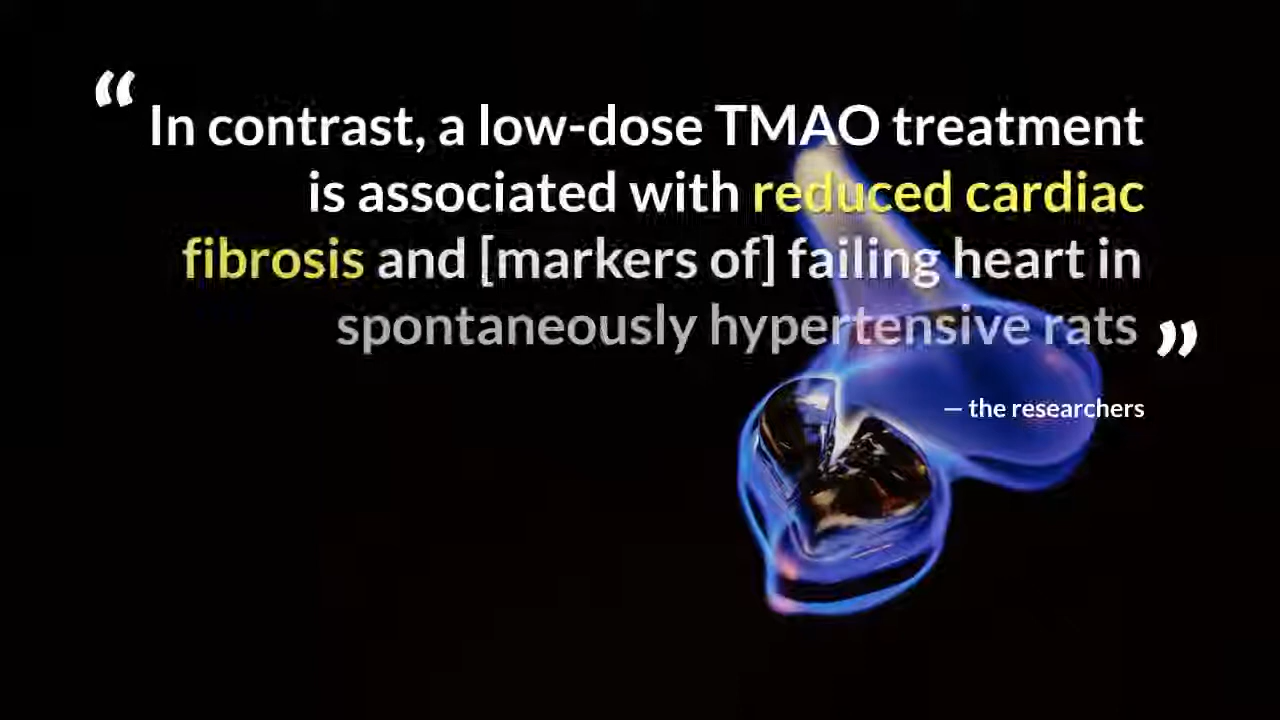 “ In contrast, a low-dose TMAO treatment
is associated with reduced cardiac
fibrosis and [markers of] failing heart in
spontaneously hypertensive rats ”
— the researchers